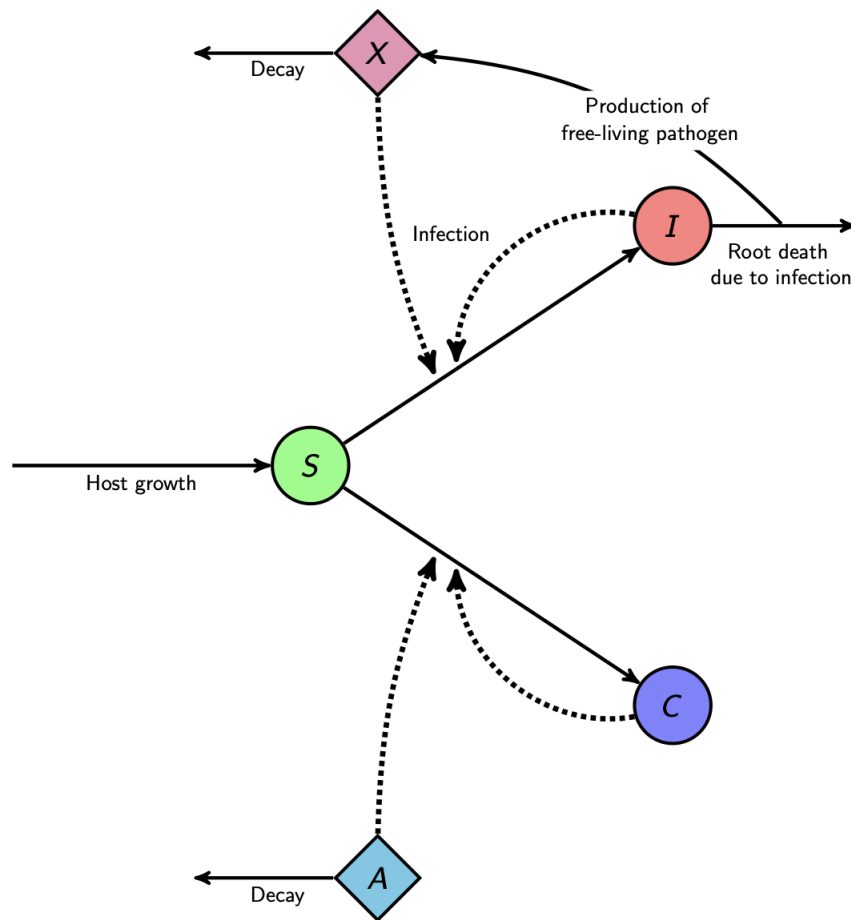 X
Decay
Production of
free-living pathogen
Infection
I
Root death
due to infection
S
Host growth
C
A
Decay